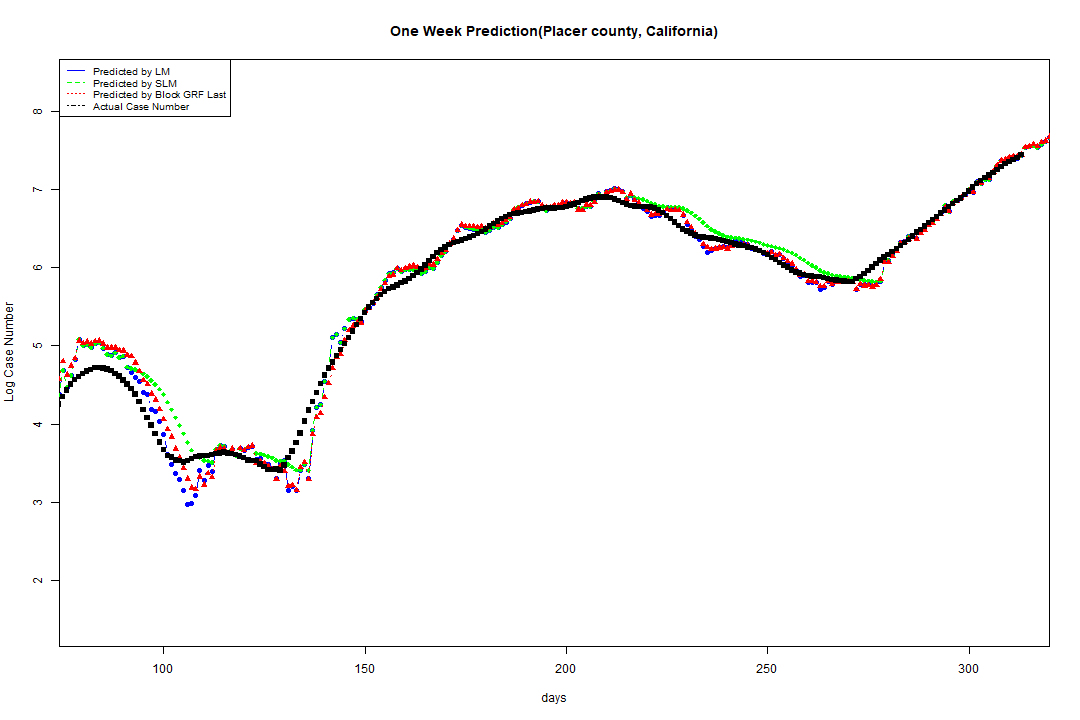 One Week Prediction(Placer county, California)
Predicted by LM
Predicted by SLM
Predicted by Block GRF Last
Actual Case Number
8
7
6
5
4
3
2
Log Case Number
100 150 200 250 300
days